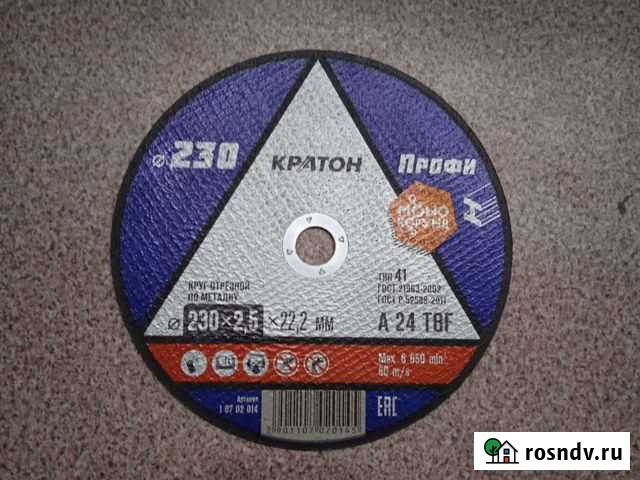 ⌀ 230
КРАТОН
Профи
МОНО
КОРУНД
КРУГ ОТРЕЗНОЙ
ПО МЕТАЛЛУ
⌀ 230×2,5 ×22,2 ММ
ТИП 41
ГОСТ 21963-2002
ГОСТ Р 52588-2011
A 24 TBF
Max 6 650 min
80 m/s
Артикул
1 07 02 014
EAC
rosndv.ru